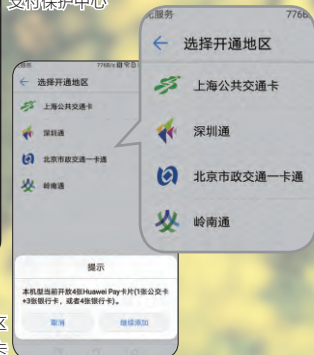 支付保护中心
服务
776B
← 选择开通地区
上海公共交通卡
深圳通
北京市政交通一卡通
岭南通
776B/s
← 选择开通地区
上海公共交通卡
深圳通
北京市政交通一卡通
岭南通
提示
本机型当前开放4张Huawei Pay卡片(1张公交卡
+3张银行卡，或者4张银行卡)。
取消
继续添加
区
卡